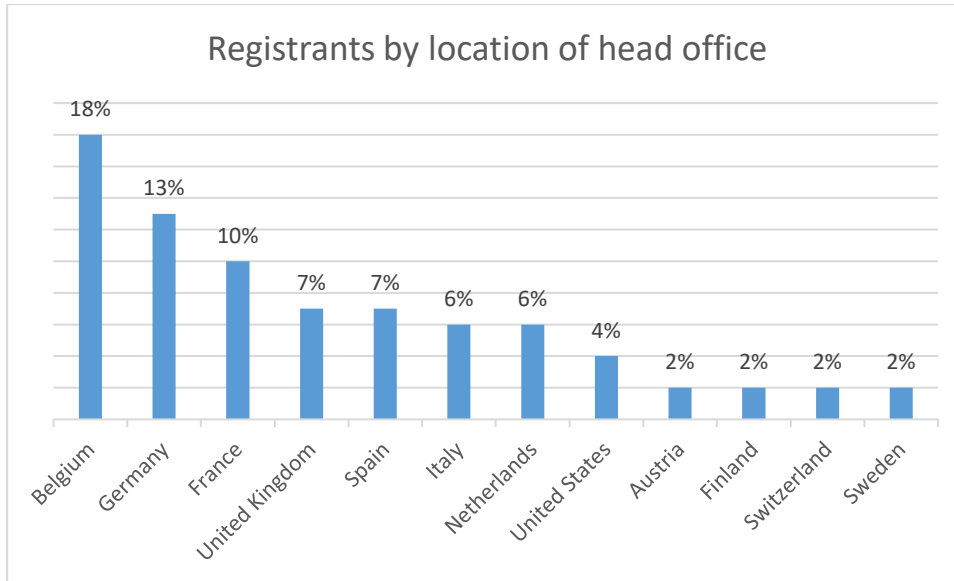 Registrants by location of head office
18%
13%
10%
7%
7%
6%
6%
4%
2%
2%
2%
2%
Belgium
Germany
France
United Kingdom
Spain
Italy
Netherlands
United States
Austria
Finland
Switzerland
Sweden